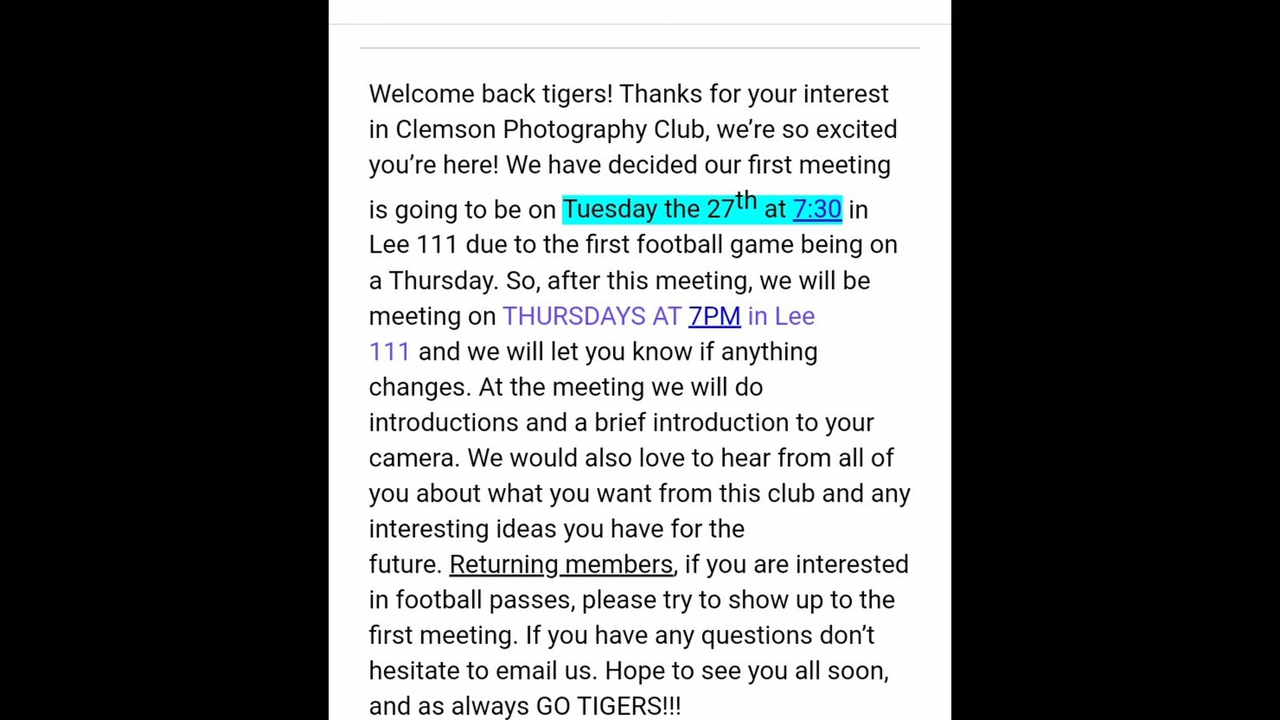 Welcome back tigers! Thanks for your interest
in Clemson Photography Club, we’re so excited
you’re here! We have decided our first meeting
is going to be on Tuesday the 27th at 7:30 in
Lee 111 due to the first football game being on
a Thursday. So, after this meeting, we will be
meeting on THURSDAYS AT 7PM in Lee
111 and we will let you know if anything
changes. At the meeting we will do
introductions and a brief introduction to your
camera. We would also love to hear from all of
you about what you want from this club and any
interesting ideas you have for the
future. Returning members, if you are interested
in football passes, please try to show up to the
first meeting. If you have any questions don’t
hesitate to email us. Hope to see you all soon,
and as always GO TIGERS!!!